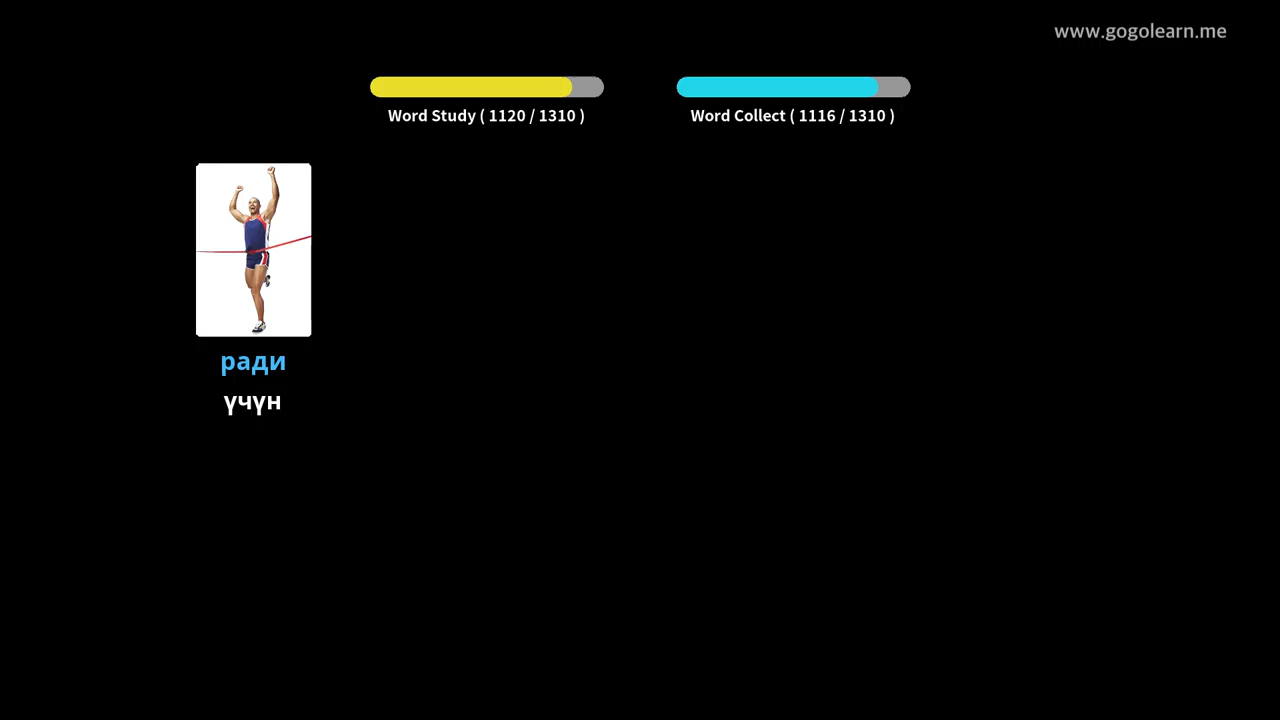 www.gogolearn.me
Word Study ( 1120 / 1310 )
Word Collect ( 1116 / 1310 )
ради
үчүн